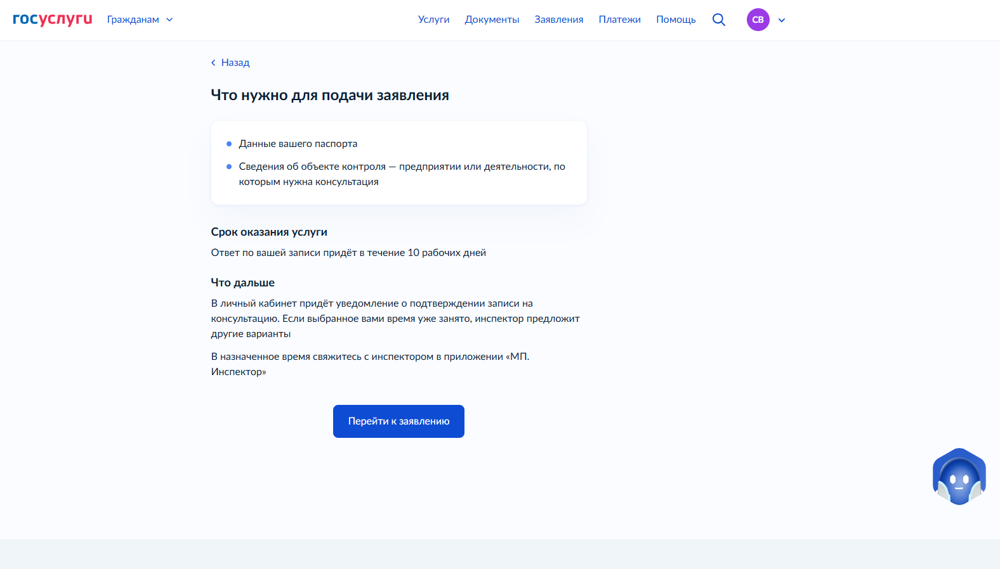 госуслуги
Гражданам
Услуги
Документы
Заявления
Платежи
Помощь
СВ
Назад
Что нужно для подачи заявления
Данные вашего паспорта
Сведения об объекте контроля — предприятии или деятельности, по
которым нужна консультация
Срок оказания услуги
Ответ по вашей записи придёт в течение 10 рабочих дней
Что дальше
В личный кабинет придёт уведомление о подтверждении записи на
консультацию. Если выбранное вами время уже занято, инспектор предложит
другие варианты
В назначенное время свяжитесь с инспектором в приложении «МП.
Инспектор»
Перейти к заявлению